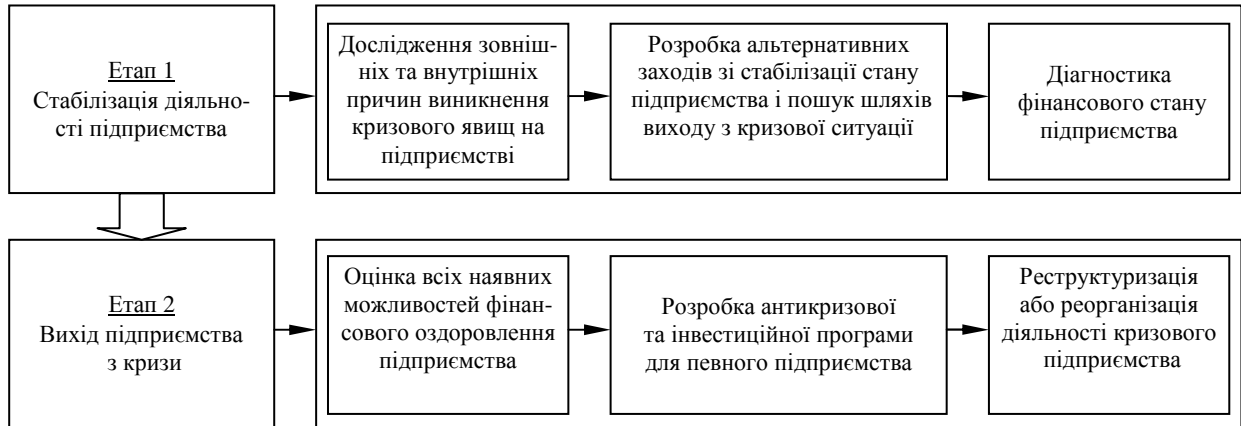 Етап 1
Стабілізація діяльно-
сті підприємства
Дослідження зовніш-
ніх та внутрішніх
причин виникнення
кризового явищ на
підприємстві
Розробка альтернативних
заходів зі стабілізації стану
підприємства і пошук шляхів
виходу з кризової ситуації
Діагностика
фінансового стану
підприємства
Етап 2
Вихід підприємства
з кризи
Оцінка всіх наявних
можливостей фінан-
сового оздоровлення
підприємства
Розробка антикризової
та інвестиційної програми
для певного підприємства
Реструктуризація
або реорганізація
діяльності кризового
підприємства